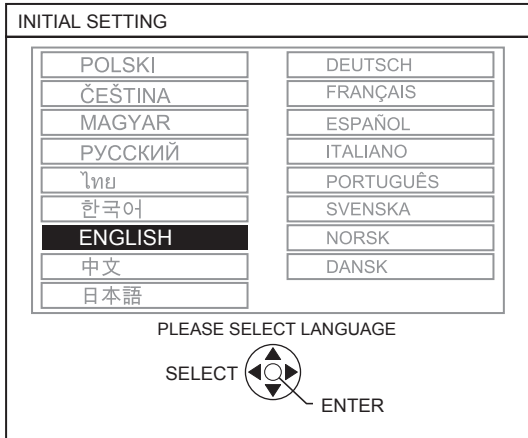 INITIAL SETTING
POLSKI
ČEŠTINA
MAGYAR
РУССКИЙ
ไทย
한국어
ENGLISH
中文
日本語
DEUTSCH
FRANÇAIS
ESPAÑOL
ITALIANO
PORTUGUÊS
SVENSKA
NORSK
DANSK
PLEASE SELECT LANGUAGE
SELECT
ENTER